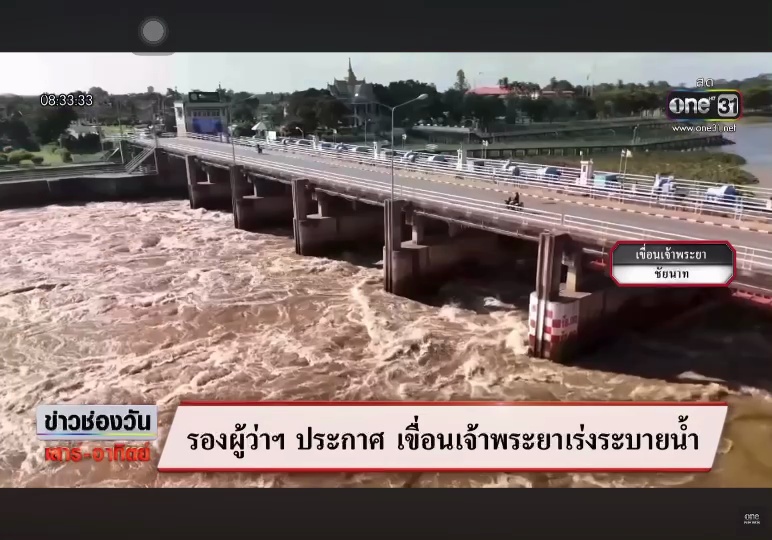 08:33:33
สด
one 31
www.one31.net
เขื่อนเจ้าพระยา
ชัยนาท
ข่าวช่องวัน
เสาร์-อาทิตย์
รองผู้ว่าฯ ประกาศ เขื่อนเจ้าพระยาเร่งระบายน้ำ
one
NEWS